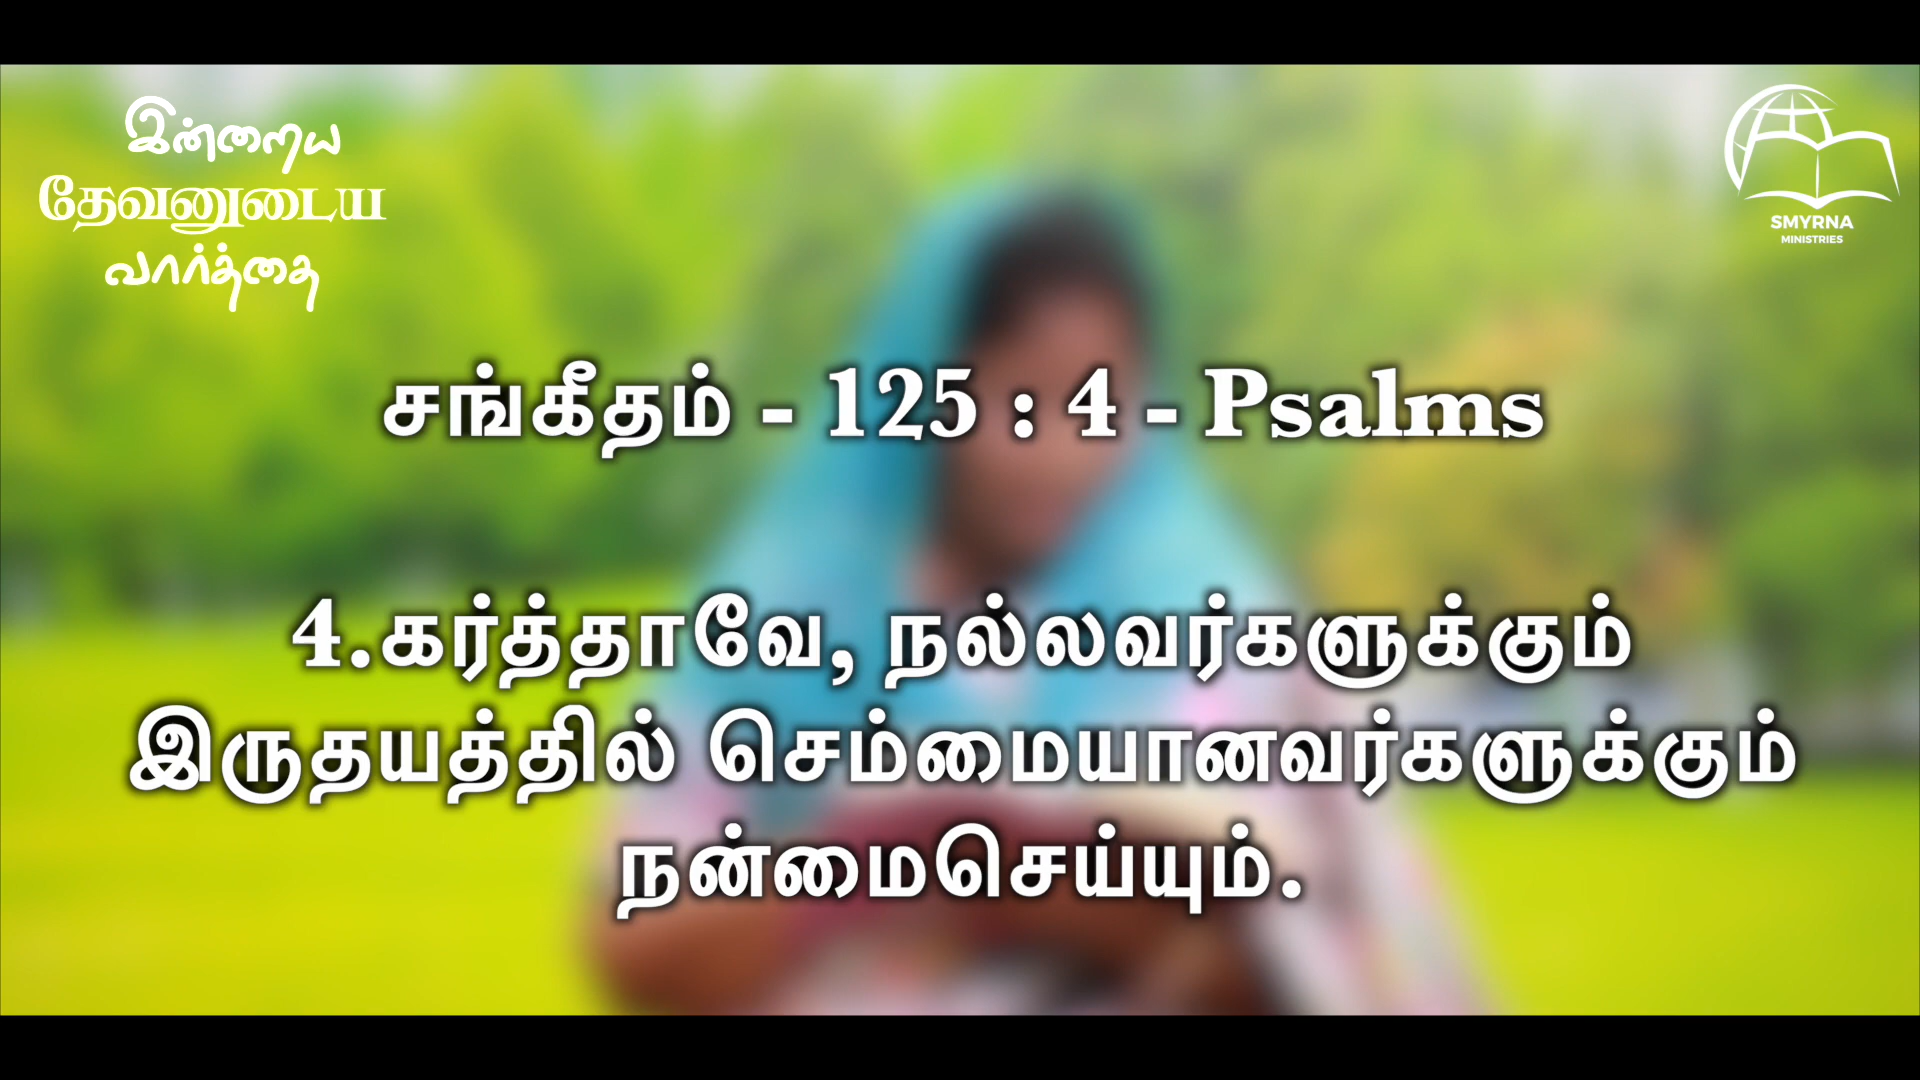 இன்றைய
தேவனுடைய
வார்த்தை
SMYRNA
MINISTRIES
சங்கீதம் - 125 : 4 - Psalms
4.கர்த்தாவே, நல்லவர்களுக்கும்
இருதயத்தில் செம்மையானவர்களுக்கும்
நன்மைசெய்யும்.